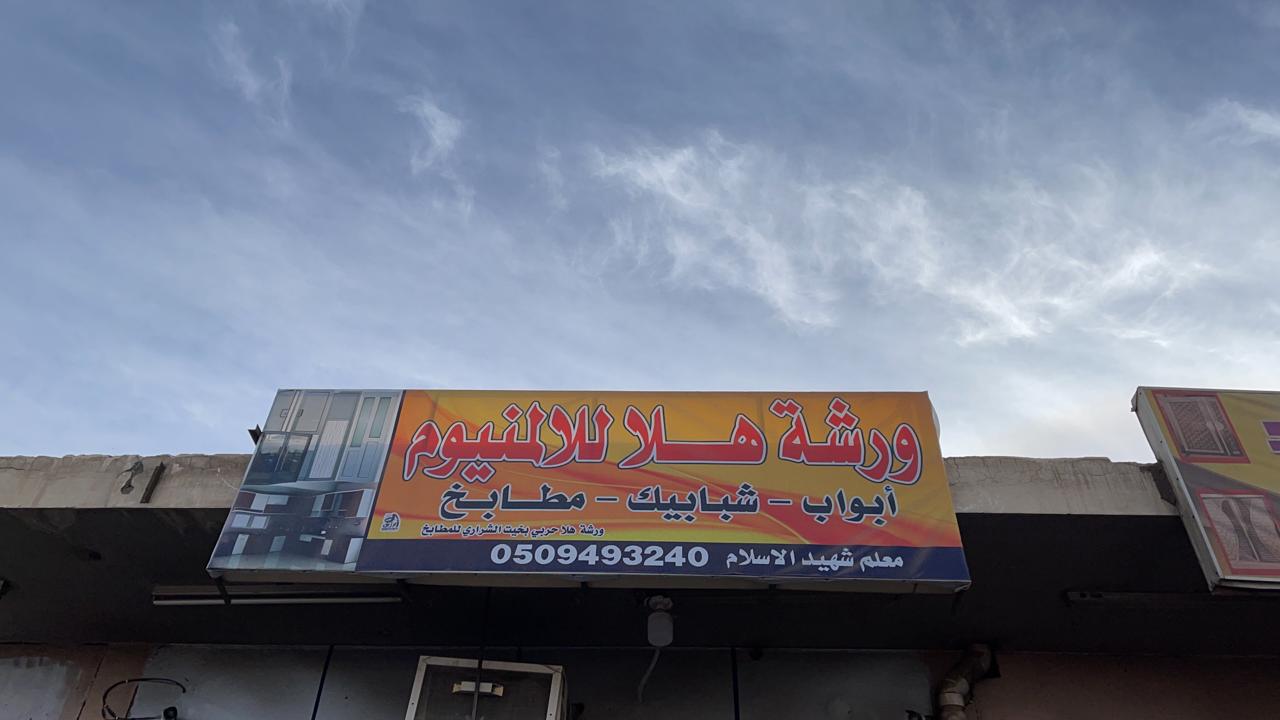 ورشة هلا للالمنيوم
أبواب - شبابيك - مطابخ
ورشة هلا حربي بخيت الشراري للمطابخ
معلم شهيد الاسلام 0509493240